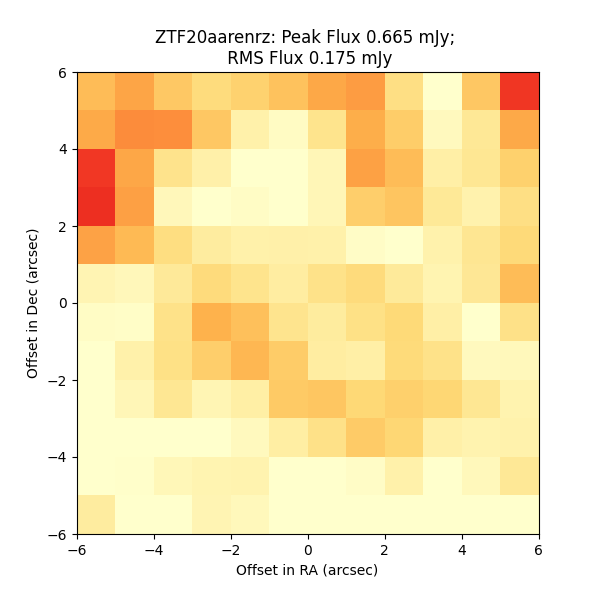 ZTF20aarenrz: Peak Flux 0.665 mJy;
RMS Flux 0.175 mJy
6
4
2
0
−2
−4
−6
Offset in Dec (arcsec)
−6 −4 −2 0 2 4 6
Offset in RA (arcsec)